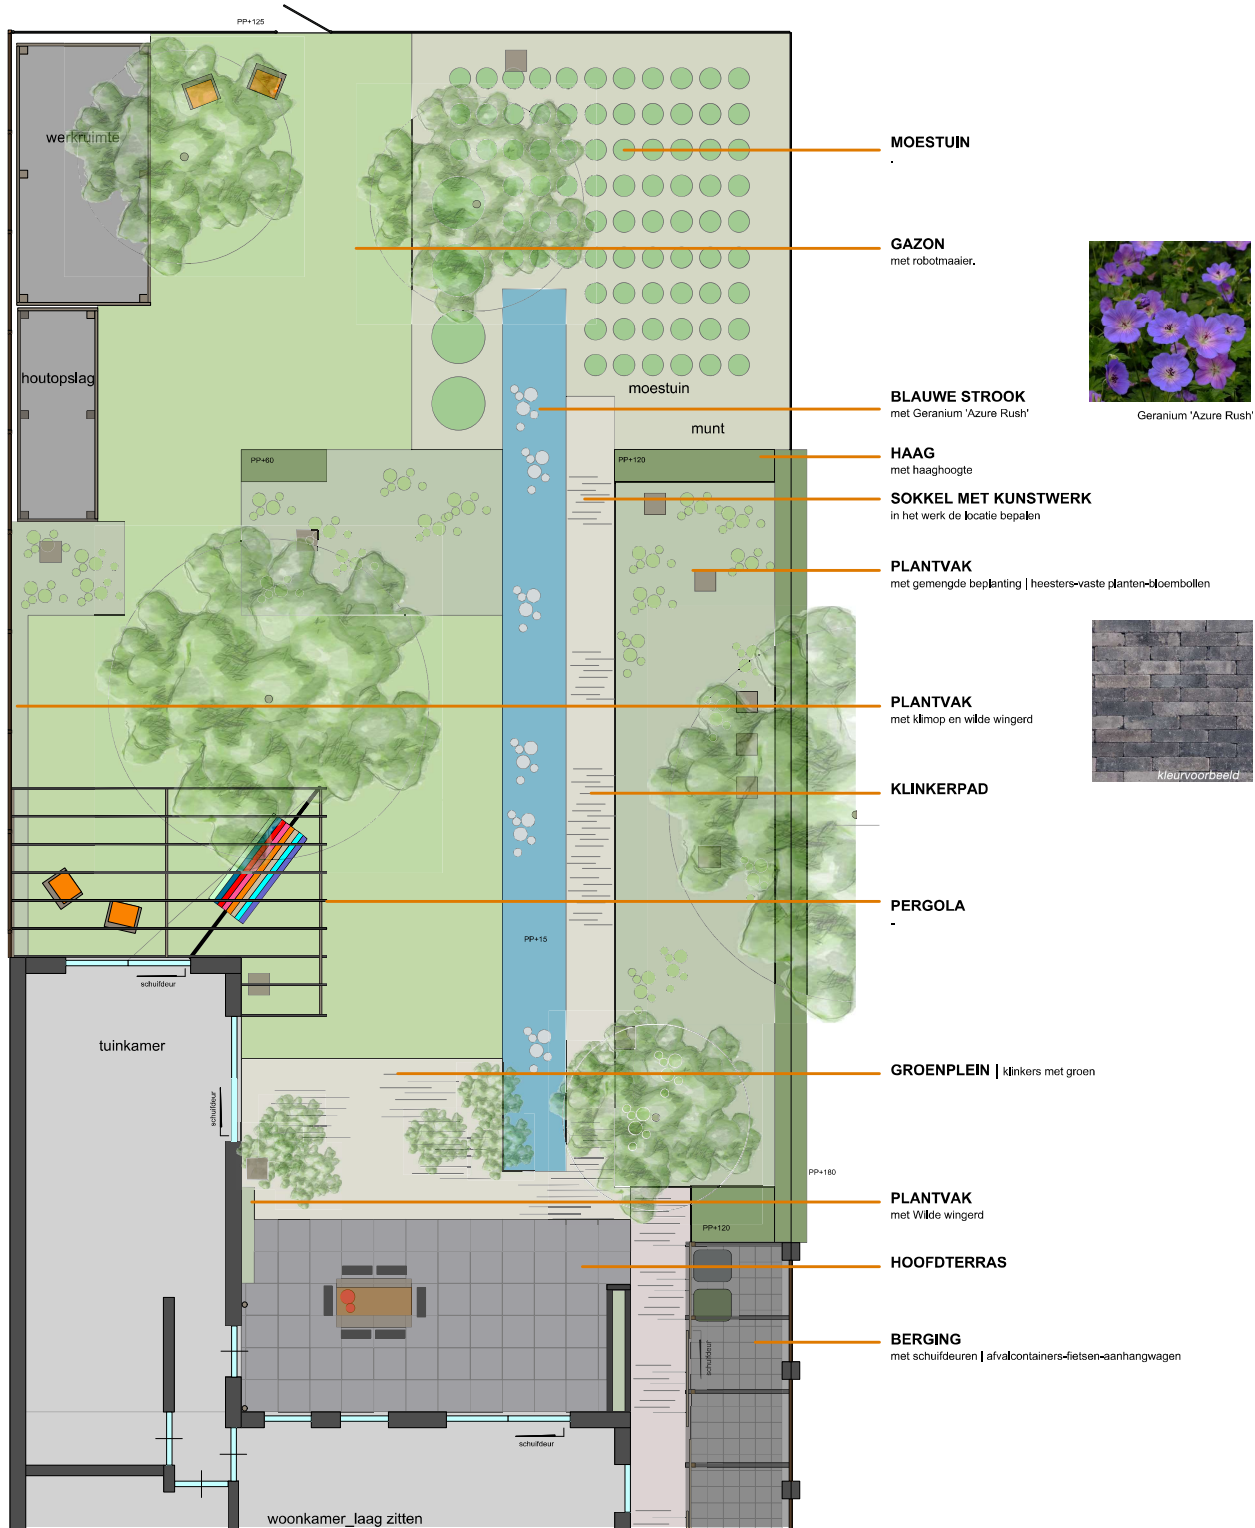 PP+125
werkruimte
MOESTUIN
.
GAZON
met robotmaaier.
houtopslag
moestuin
munt
BLAUWE STROOK
met Geranium 'Azure Rush'
Geranium 'Azure Rush'
PP+60
PP+120
HAAG
met haaghoogte
SOKKEL MET KUNSTWERK
in het werk de locatie bepalen
PLANTVAK
met gemengde beplanting | heesters-vaste planten-bloembollen
PLANTVAK
met klimop en wilde wingerd
kleurvoorbeeld
KLINKERPAD
PERGOLA
-
PP+15
schuifdeur
tuinkamer
schuifdeur
GROENPLEIN | klinkers met groen
PP+180
PLANTVAK
met Wilde wingerd
PP+120
HOOFDTERRAS
BERGING
met schuifdeuren | afvalcontainers-fietsen-aanhangwagen
schuifdeur
schuifdeur
woonkamer_laag zitten